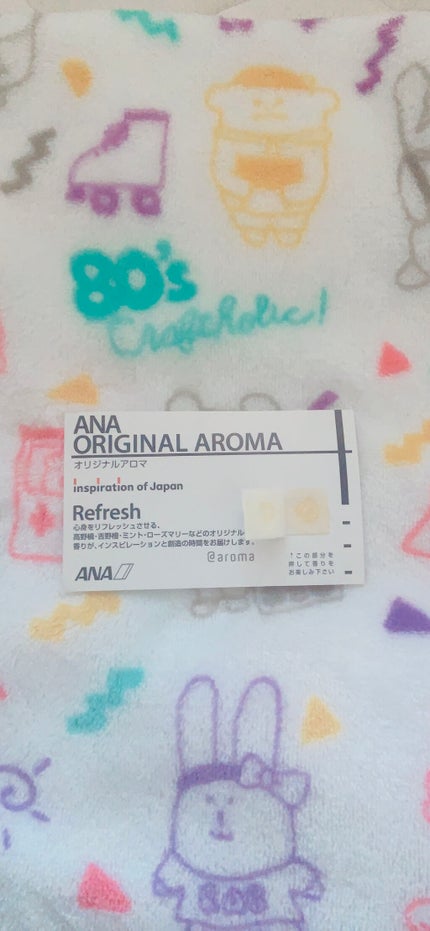 80's
Craftholic!
ANA
ORIGINAL AROMA
オリジナルアロマ
inspiration of Japan
Refresh
心身をリフレッシュさせる、
高野槇・吉野檜・ミント・ローズマリーなどのオリジナル
香りが、インスピレーションと創造の時間をお届けします。
@aroma
↑この部分を
押して香りを
お楽しみ下さい
ANA